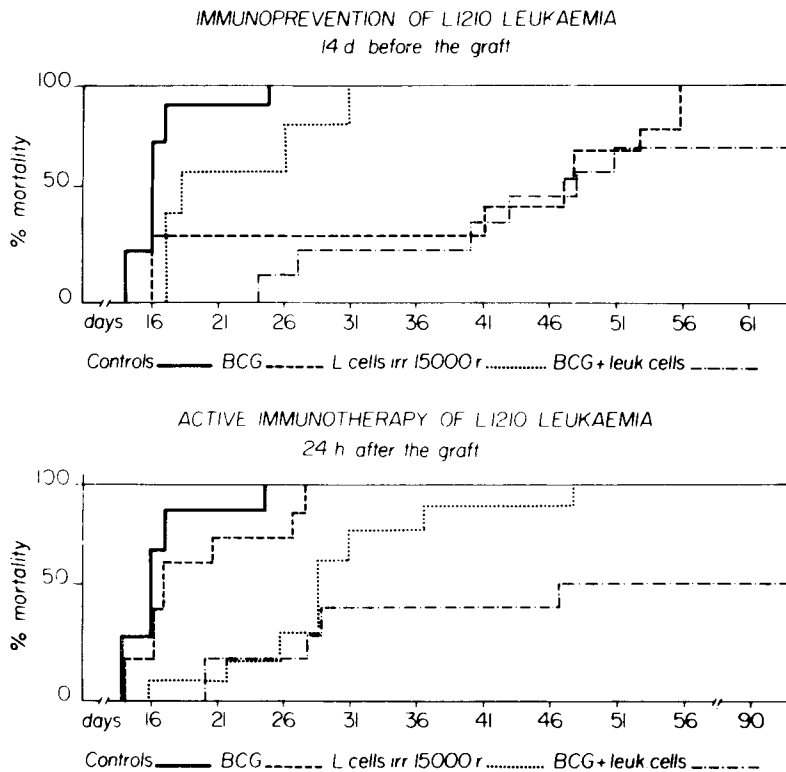 IMMUNOPREVENTION OF L1210 LEUKAEMIA
14 d before the graft
100
50
0
% mortality
days 16 21 26 31 36 41 46 51 56 61
Controls BCG L cells irr 15000 r BCG + leuk cells
ACTIVE IMMUNOTHERAPY OF L1210 LEUKAEMIA
24 h after the graft
100
50
0
% mortality
days 16 21 26 31 36 41 46 51 56 90
Controls BCG L cells irr 15000 r BCG + leuk cells